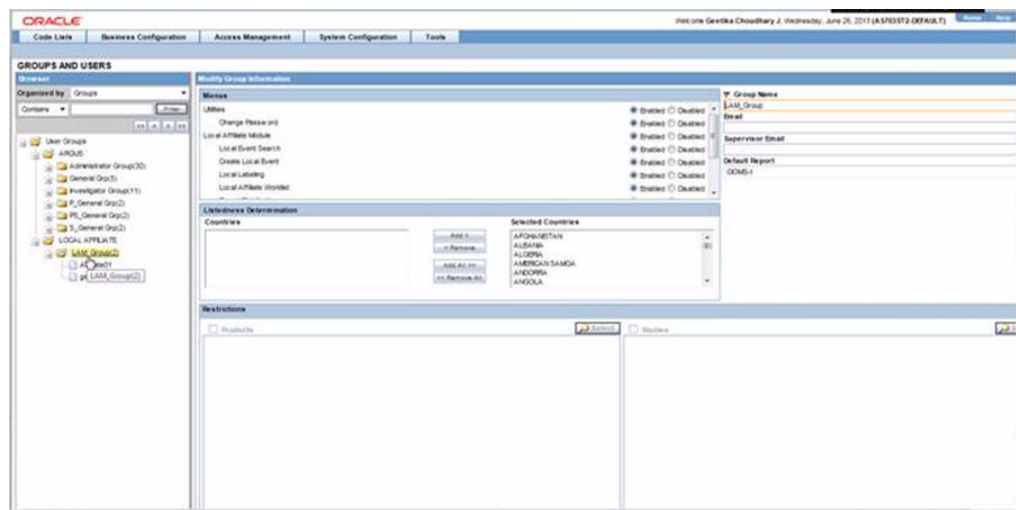 ORACLE
Welcome Geetika Choudhary J, Wednesday, June 26, 2013 (AS703ST2-DEFAULT)
Home Help
Code Lists Business Configuration Access Management System Configuration Tools
GROUPS AND USERS
Browser
Organized by Groups
Contains Filter
User Groups
ARGUS
Administrator Group(30)
General Grp(5)
Investigator Group(11)
P_General Grp(2)
PS_General Grp(2)
S_General Grp(2)
LOCAL AFFILIATE
LAM_Group(2)
LAM_Group(2)
Modify Group Information
Menus
Utilities Enabled Disabled
Change Password Enabled Disabled
Local Affiliate Module Enabled Disabled
Local Event Search Enabled Disabled
Create Local Event Enabled Disabled
Local Labeling Enabled Disabled
Local Affiliate Worklist Enabled Disabled
Group Name
LAM_Group
Email
Supervisor Email
Default Report
CIOMS-I
Listedness Determination
Countries Selected Countries
Add >
< Remove
Add All >>
<< Remove All
AFGHANISTAN
ALBANIA
ALGERIA
AMERICAN SAMOA
ANDORRA
ANGOLA
Restrictions
Products Select Studies